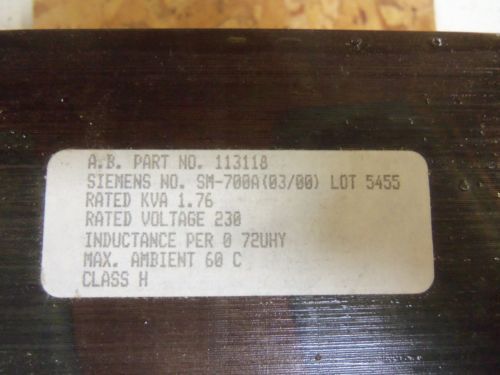 A.B. PART NO. 113118
SIEMENS NO. SM-700A(03/00) LOT 5455
RATED KVA 1.76
RATED VOLTAGE 230
INDUCTANCE PER 0 72UHY
MAX. AMBIENT 60 C
CLASS H